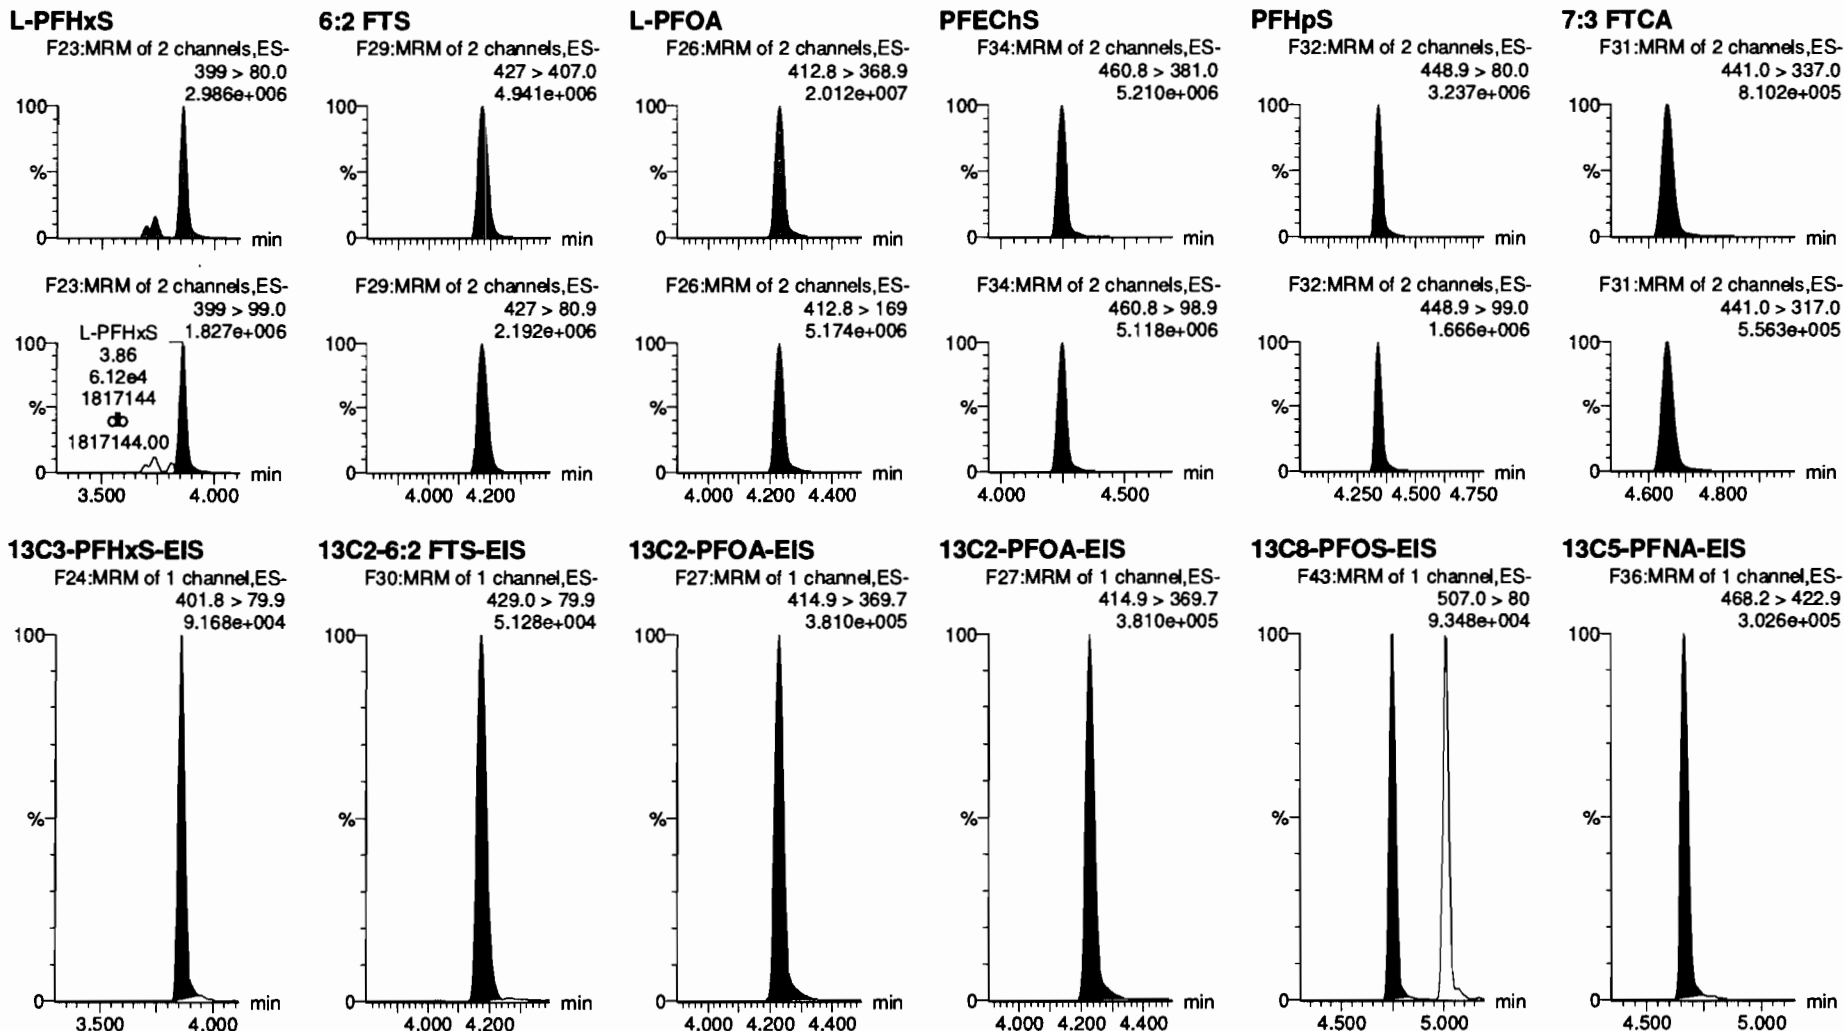 L-PFHxS
F23:MRM of 2 channels,ES-
399 > 80.0
2.986e+006
100
%
0
min
6:2 FTS
F29:MRM of 2 channels,ES-
427 > 407.0
4.941e+006
100
%
0
min
L-PFOA
F26:MRM of 2 channels,ES-
412.8 > 368.9
2.012e+007
100
%
0
min
PFEChS
F34:MRM of 2 channels,ES-
460.8 > 381.0
5.210e+006
100
%
0
min
PFHpS
F32:MRM of 2 channels,ES-
448.9 > 80.0
3.237e+006
100
%
0
min
7:3 FTCA
F31:MRM of 2 channels,ES-
441.0 > 337.0
8.102e+005
100
%
0
min
F23:MRM of 2 channels,ES-
399 > 99.0
1.827e+006
L-PFHxS
3.86
6.12e4
1817144
db
1817144.00
100
%
0
min
3.500 4.000
F29:MRM of 2 channels,ES-
427 > 80.9
2.192e+006
100
%
0
min
4.000 4.200
F26:MRM of 2 channels,ES-
412.8 > 169
5.174e+006
100
%
0
min
4.000 4.200 4.400
F34:MRM of 2 channels,ES-
460.8 > 98.9
5.118e+006
100
%
0
min
4.000 4.500
F32:MRM of 2 channels,ES-
448.9 > 99.0
1.666e+006
100
%
0
min
4.250 4.500 4.750
F31:MRM of 2 channels,ES-
441.0 > 317.0
5.563e+005
100
%
0
min
4.600 4.800
13C3-PFHxS-EIS
F24:MRM of 1 channel,ES-
401.8 > 79.9
9.168e+004
100
%
0
min
3.500 4.000
13C2-6:2 FTS-EIS
F30:MRM of 1 channel,ES-
429.0 > 79.9
5.128e+004
100
%
0
min
4.000 4.200
13C2-PFOA-EIS
F27:MRM of 1 channel,ES-
414.9 > 369.7
3.810e+005
100
%
0
min
4.000 4.200 4.400
13C2-PFOA-EIS
F27:MRM of 1 channel,ES-
414.9 > 369.7
3.810e+005
100
%
0
min
4.000 4.200 4.400
13C8-PFOS-EIS
F43:MRM of 1 channel,ES-
507.0 > 80
9.348e+004
100
%
0
min
4.500 5.000
13C5-PFNA-EIS
F36:MRM of 1 channel,ES-
468.2 > 422.9
3.026e+005
100
%
0
min
4.500 5.000